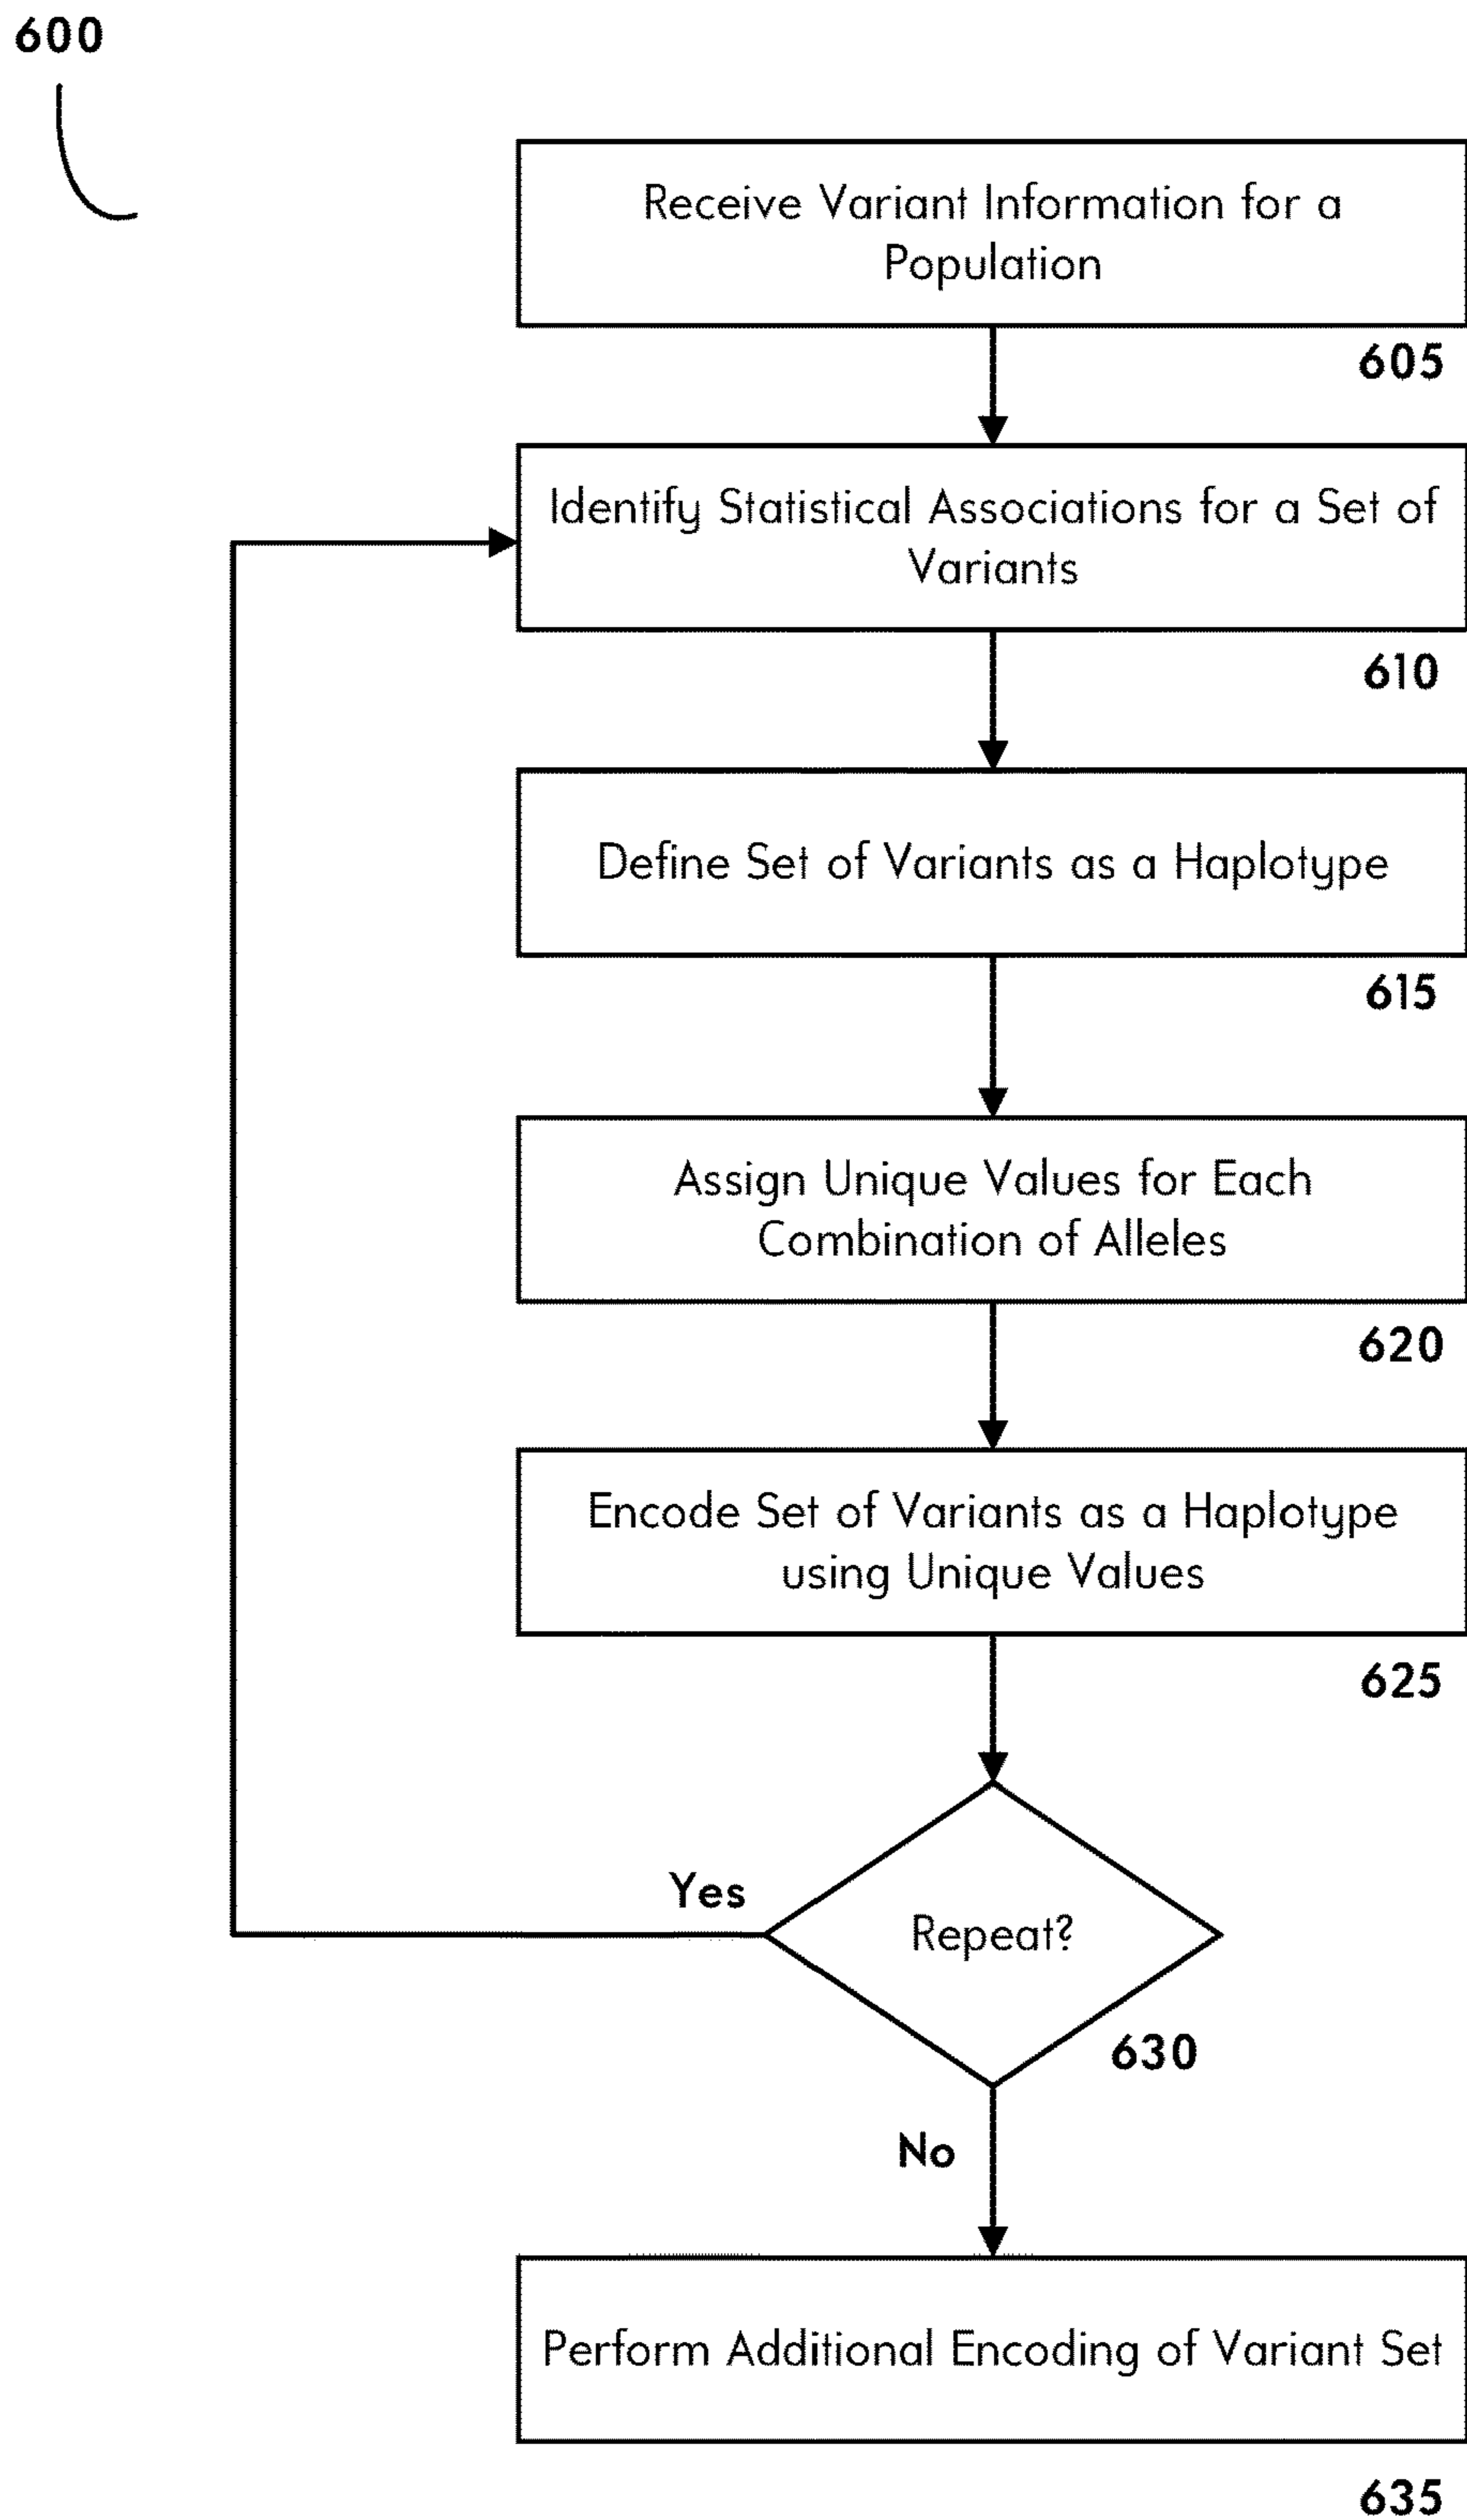 600
Receive Variant Information for a
Population
605
Identify Statistical Associations for a Set of
Variants
610
Define Set of Variants as a Haplotype
615
Assign Unique Values for Each
Combination of Alleles
620
Encode Set of Variants as a Haplotype
using Unique Values
625
Yes
Repeat?
630
No
Perform Additional Encoding of Variant Set
635